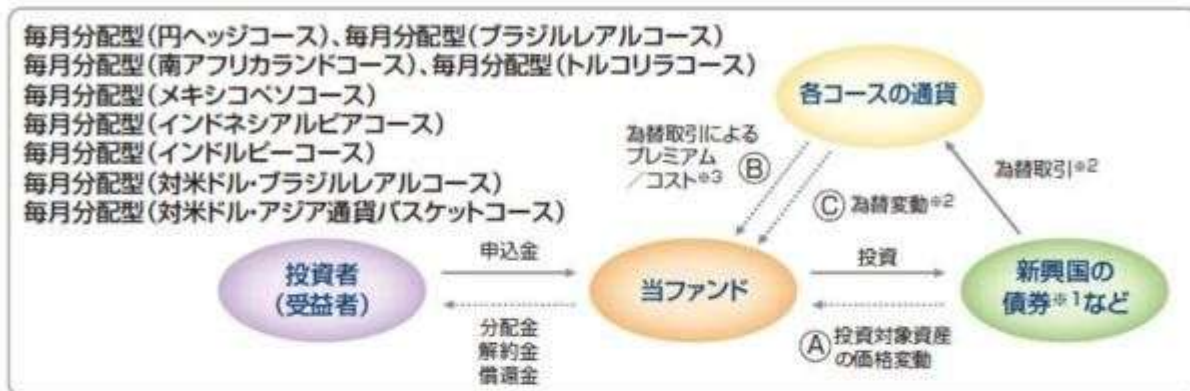 毎月分配型(円ヘッジコース)、毎月分配型(ブラジルレアルコース)
毎月分配型(南アフリカランドコース)、毎月分配型(トルコリラコース)
毎月分配型(メキシコペソコース)
毎月分配型(インドネシアルピアコース)
毎月分配型(インドルピーコース)
毎月分配型(対米ドル・ブラジルレアルコース)
毎月分配型(対米ドル・アジア通貨バスケットコース)
各コースの通貨
為替取引による
プレミアム
/コスト※3
Ⓑ
為替取引※2
Ⓒ 為替変動※2
投資者
(受益者)
申込金
分配金
解約金
償還金
当ファンド
投資
Ⓐ 投資対象資産
の価格変動
新興国の
債券※1など